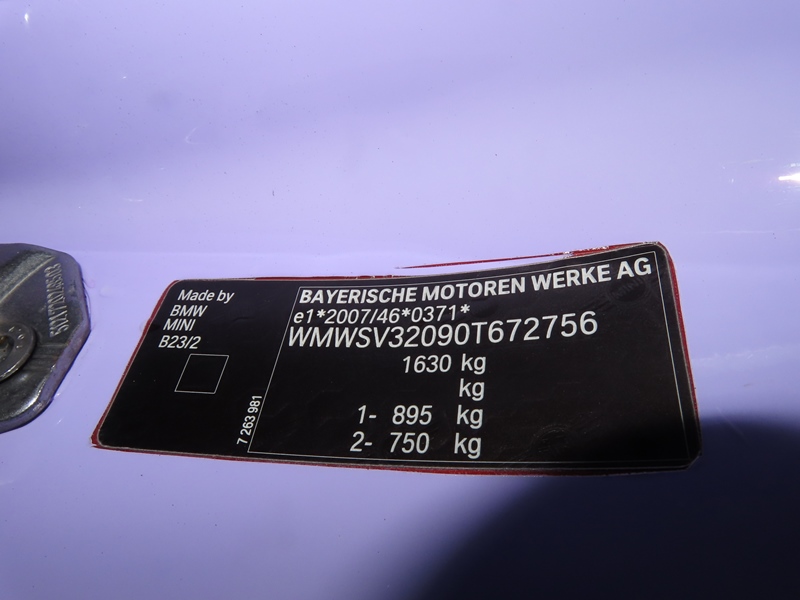 Made by
BMW
MINI
B23/2
7 263 981
BAYERISCHE MOTOREN WERKE AG
e1*2007/46*0371*
WMWSV32090T672756
1630 kg
kg
1- 895 kg
2- 750 kg